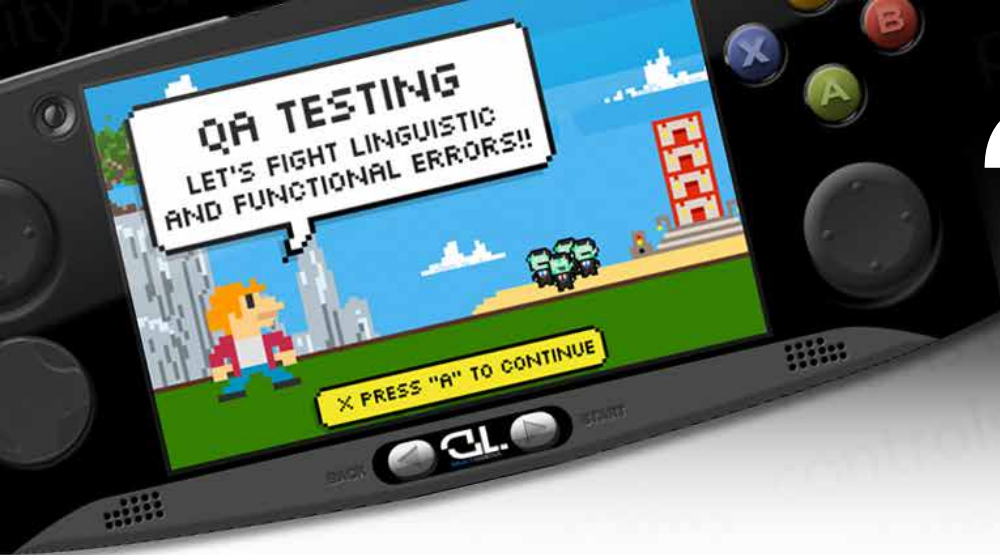 QA TESTING
LET'S FIGHT LINGUISTIC
AND FUNCTIONAL ERRORS!!
X
B
A
X PRESS "A" TO CONTINUE
BACK
START